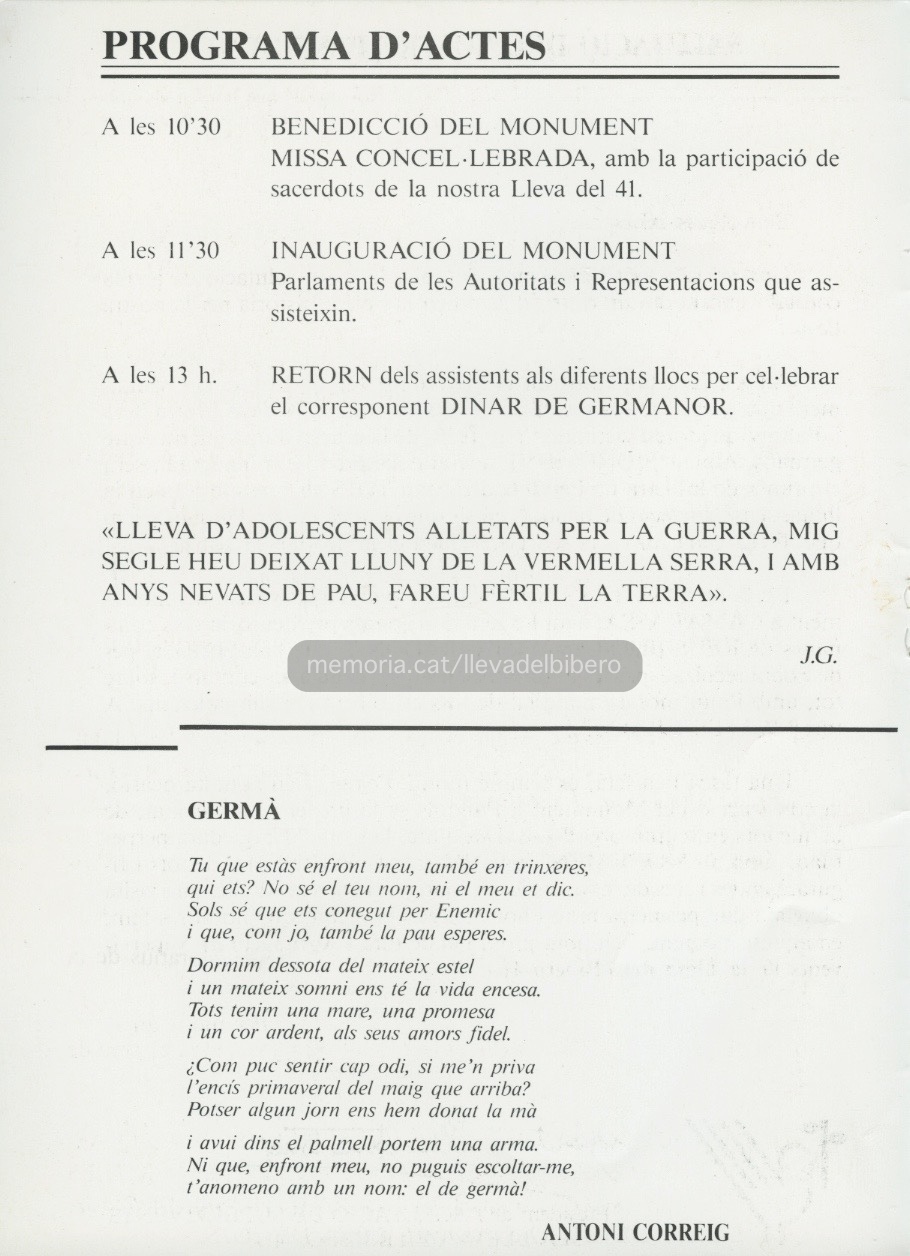 PROGRAMA D'ACTES
A les 10'30 BENEDICCIÓ DEL MONUMENT
MISSA CONCEL·LEBRADA, amb la participació de
sacerdots de la nostra Lleva del 41.
A les 11'30 INAUGURACIÓ DEL MONUMENT
Parlaments de les Autoritats i Representacions que as-
sisteixin.
A les 13 h. RETORN dels assistents als diferents llocs per cel·lebrar
el corresponent DINAR DE GERMANOR.
«LLEVA D'ADOLESCENTS ALLETATS PER LA GUERRA, MIG
SEGLE HEU DEIXAT LLUNY DE LA VERMELLA SERRA, I AMB
ANYS NEVATS DE PAU, FAREU FÈRTIL LA TERRA».
J.G.
memoria.cat/llevadelbibero
GERMÀ
Tu que estàs enfront meu, també en trinxeres,
qui ets? No sé el teu nom, ni el meu et dic.
Sols sé que ets conegut per Enemic
i que, com jo, també la pau esperes.
Dormim dessota del mateix estel
i un mateix somni ens té la vida encesa.
Tots tenim una mare, una promesa
i un cor ardent, als seus amors fidel.
¿Com puc sentir cap odi, si me'n priva
l'encís primaveral del maig que arriba?
Potser algun jorn ens hem donat la mà
i avui dins el palmell portem una arma.
Ni que, enfront meu, no puguis escoltar-me,
t'anomeno amb un nom: el de germà!
ANTONI CORREIG